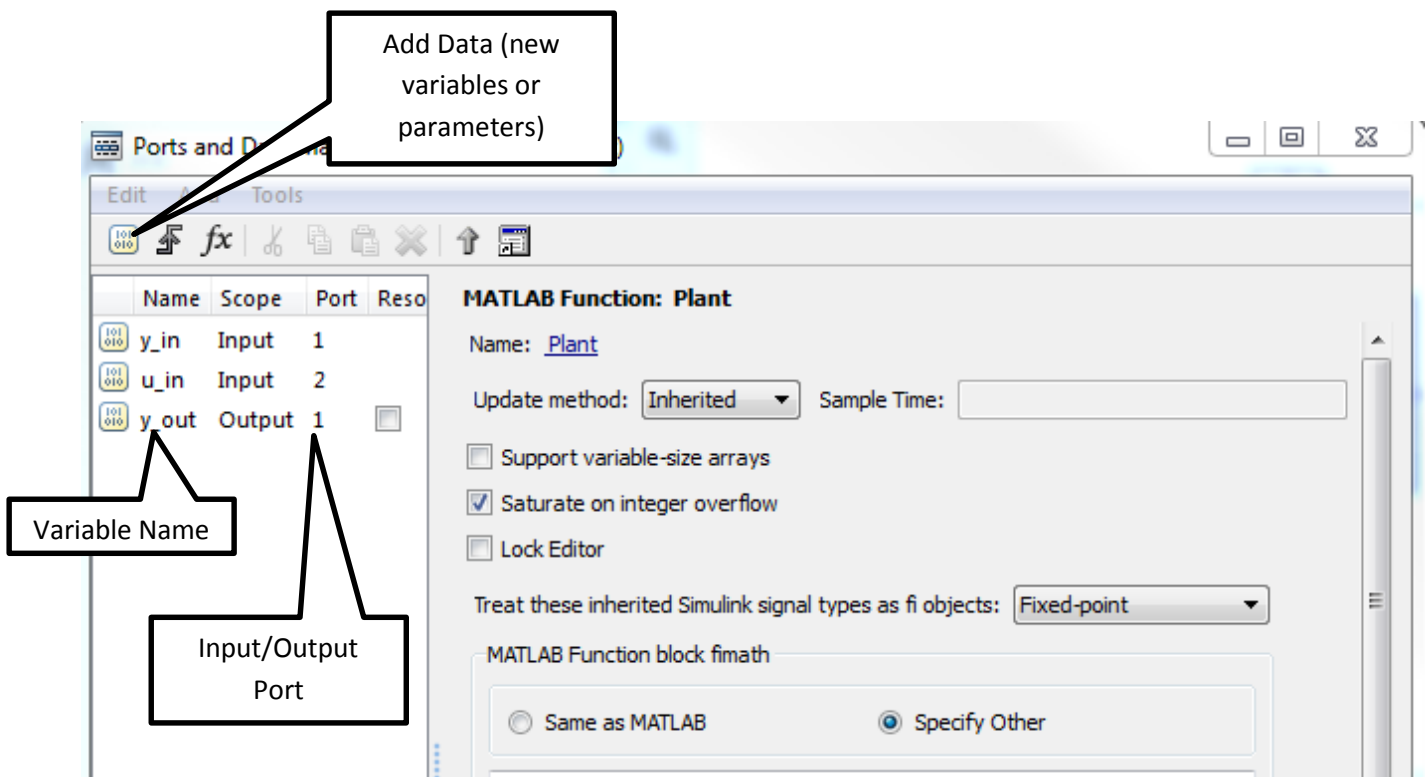 Add Data (new
variables or
parameters)
Ports and
Edit Tools
fx
Name Scope Port Reso
y_in Input 1
u_in Input 2
y_out Output 1
Variable Name
Input/Output
Port
MATLAB Function: Plant
Name: Plant
Update method: Inherited Sample Time:
Support variable-size arrays
Saturate on integer overflow
Lock Editor
Treat these inherited Simulink signal types as fi objects: Fixed-point
MATLAB Function block fimath
Same as MATLAB Specify Other